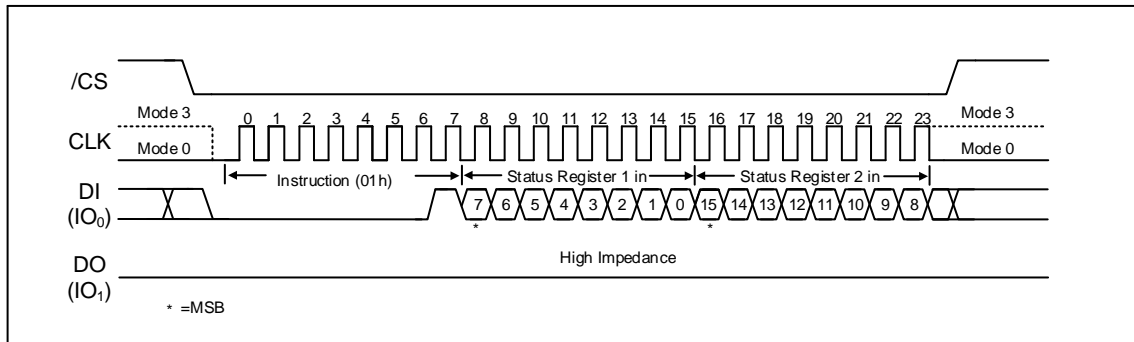 /CS
Mode 3
0 1 2 3 4 5 6 7 8 9 10 11 12 13 14 15 16 17 18 19 20 21 22 23
Mode 3
CLK
Mode 0
Mode 0
Instruction (01h)
Status Register 1 in
Status Register 2 in
DI
(IO₀)
7 6 5 4 3 2 1 0 15 14 13 12 11 10 9 8
* *
High Impedance
DO
(IO₁)
* =MSB